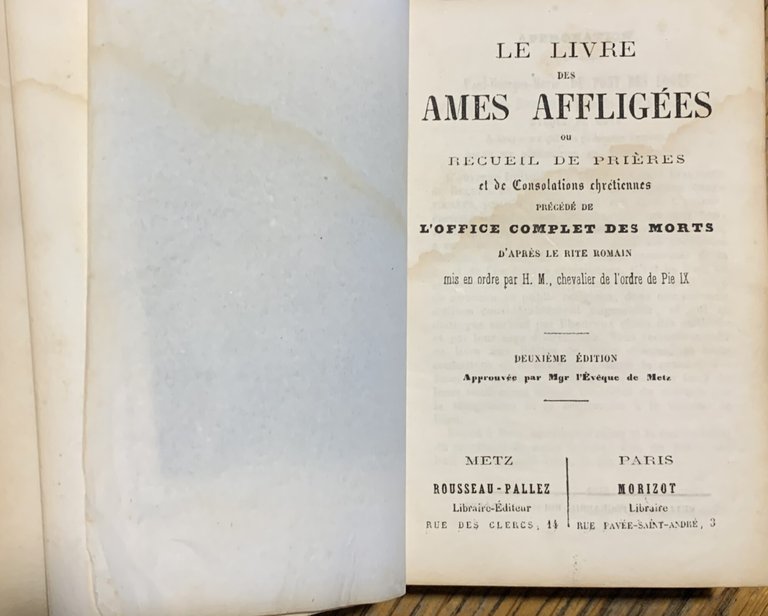 LE LIVRE
DES
AMES AFFLIGÉES
OU
RECUEIL DE PRIÈRES
et de Consolations chrétiennes
PRÉCÉDÉ DE
L'OFFICE COMPLET DES MORTS
D'APRÈS LE RITE ROMAIN
mis en ordre par H. M., chevalier de l'ordre de Pie IX
DEUXIÈME ÉDITION
Approuvée par Mgr l'Évêque de Metz
METZ
ROUSSEAU-PALLEZ
Libraire-Éditeur
RUE DES CLERCS, 14
PARIS
MORIZOT
Libraire
RUE PAVÉE-SAINT-ANDRÉ, 3